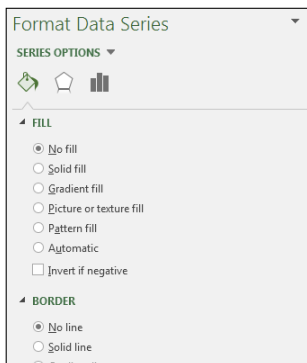 Format Data Series
SERIES OPTIONS
FILL
No fill
Solid fill
Gradient fill
Picture or texture fill
Pattern fill
Automatic
Invert if negative
BORDER
No line
Solid line